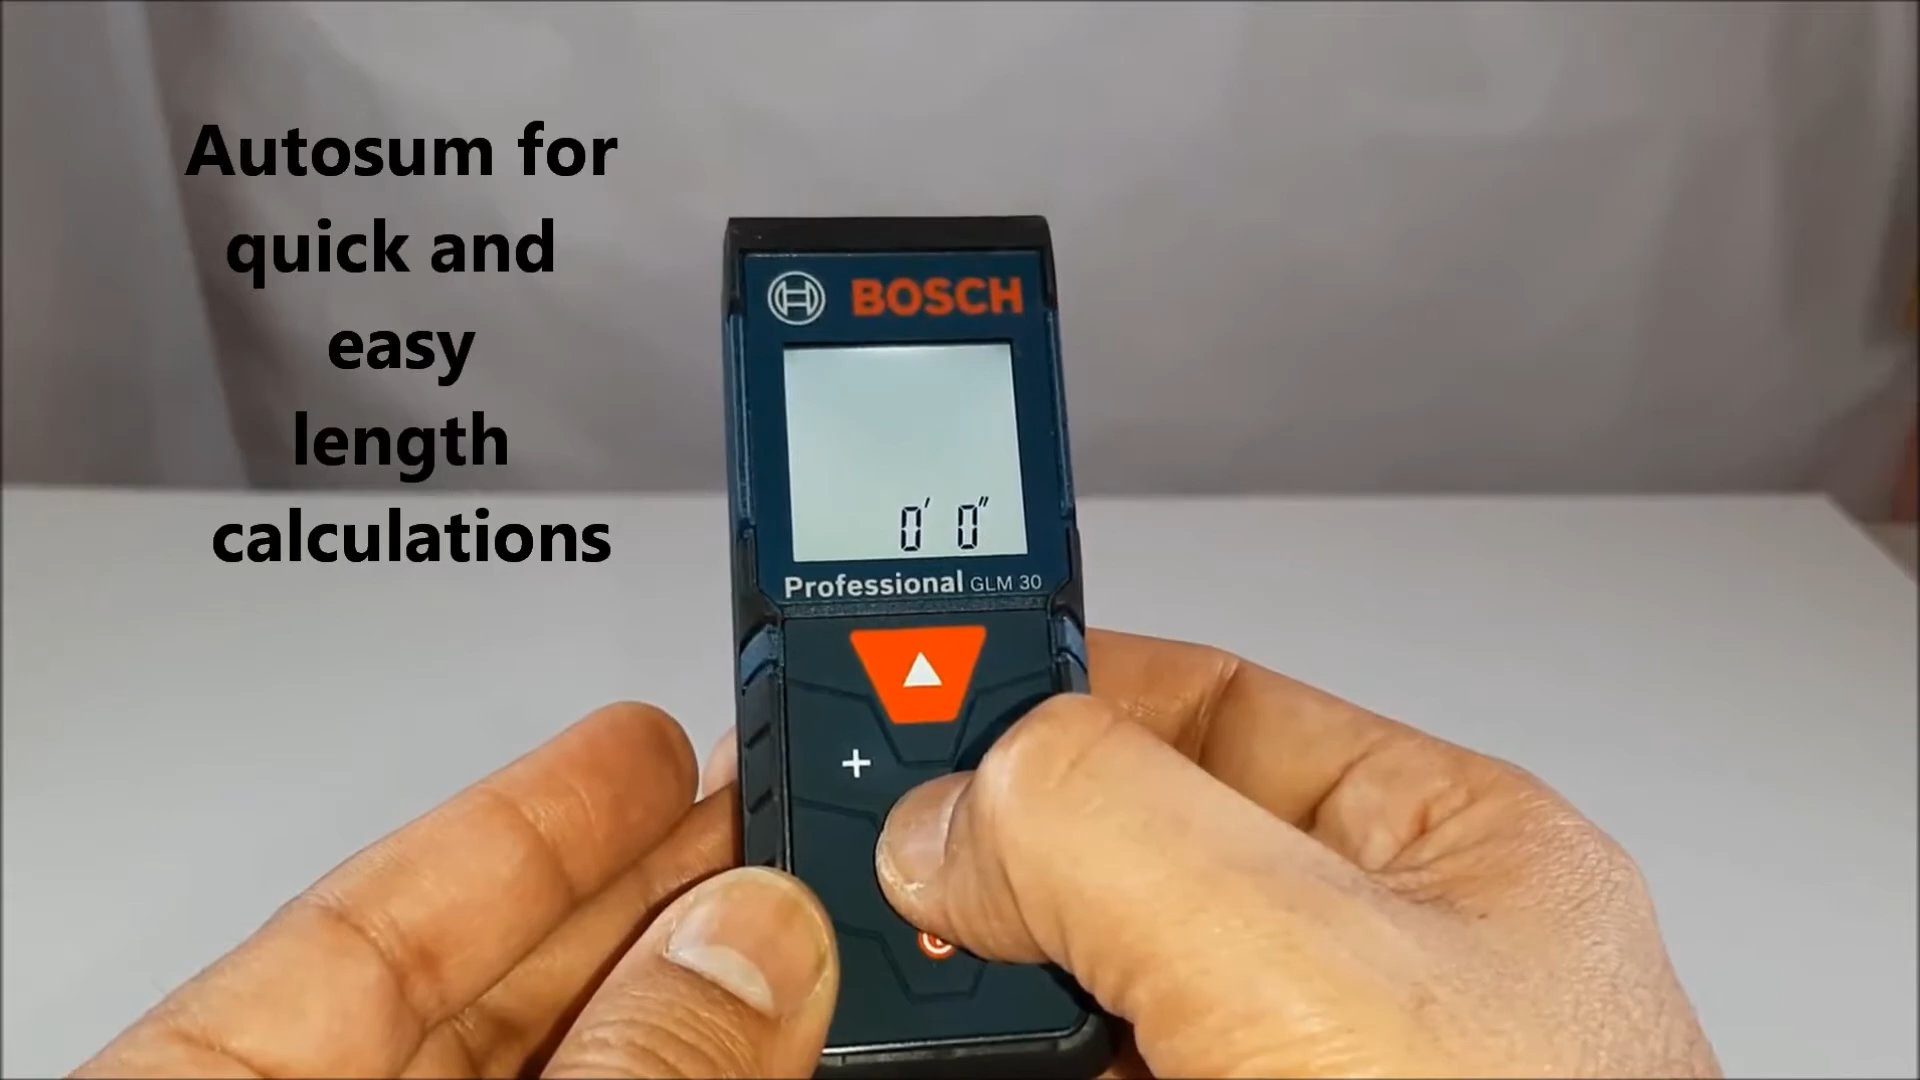 Autosum for
quick and
easy
length
calculations
BOSCH
0' 0"
Professional GLM 30
+